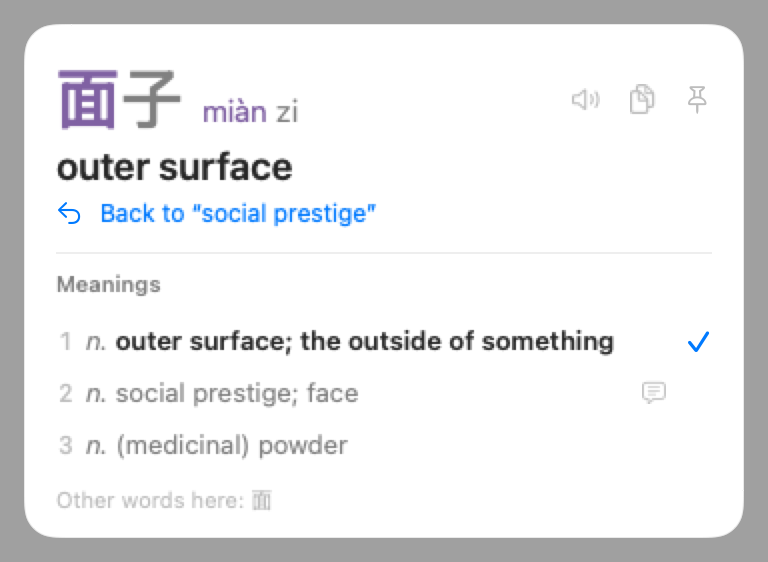 面子 miàn zi
outer surface
Back to "social prestige"
Meanings
1 n. outer surface; the outside of something
2 n. social prestige; face
3 n. (medicinal) powder
Other words here: 面